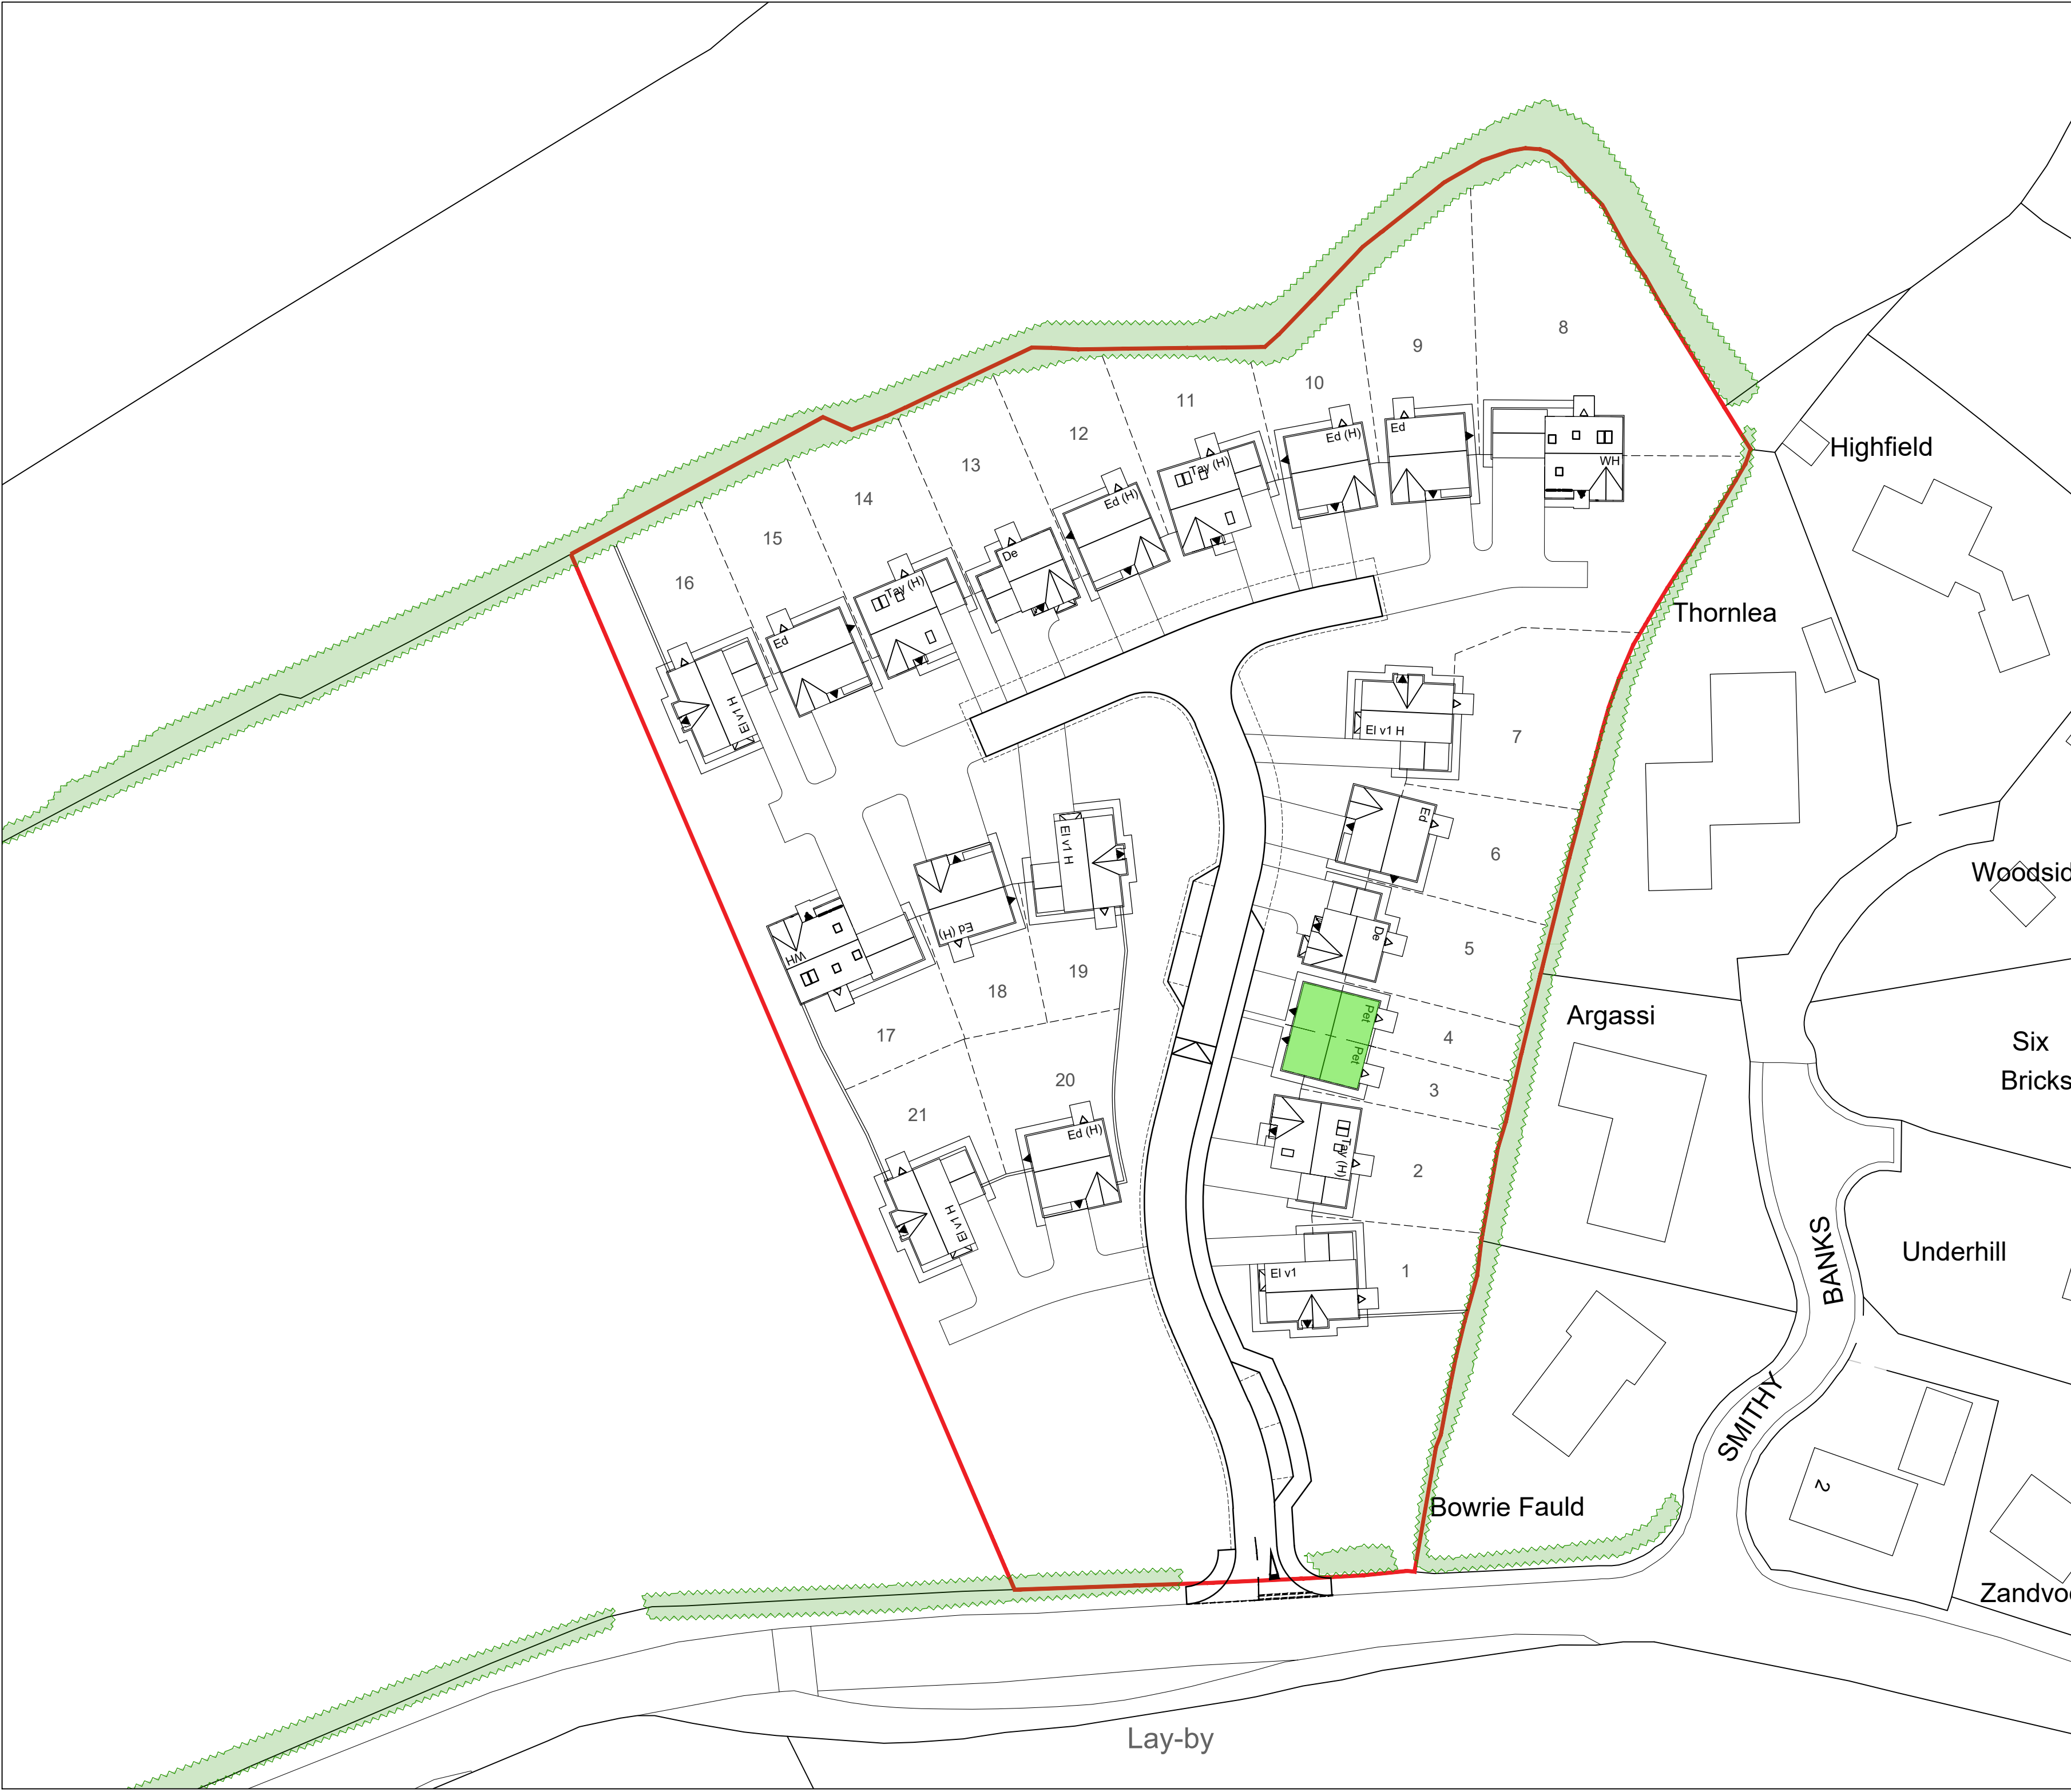 8
9
10
11
12
13
14
15
16
WH
Ed
Ed (H)
Tay (H)
Ed (H)
De
Tay (H)
Ed
El v1 H
Highfield
Thornlea
El v1 H
7
Ed
6
De
5
Pet
4
Pet
3
Tay (H)
2
El v1
1
El v1 H
Ed (H)
WH
17
18
19
20
21
Ed (H)
El v1 H
Argassi
Six
Bricks
Underhill
SMITHY BANKS
2
Bowrie Fauld
Lay-by